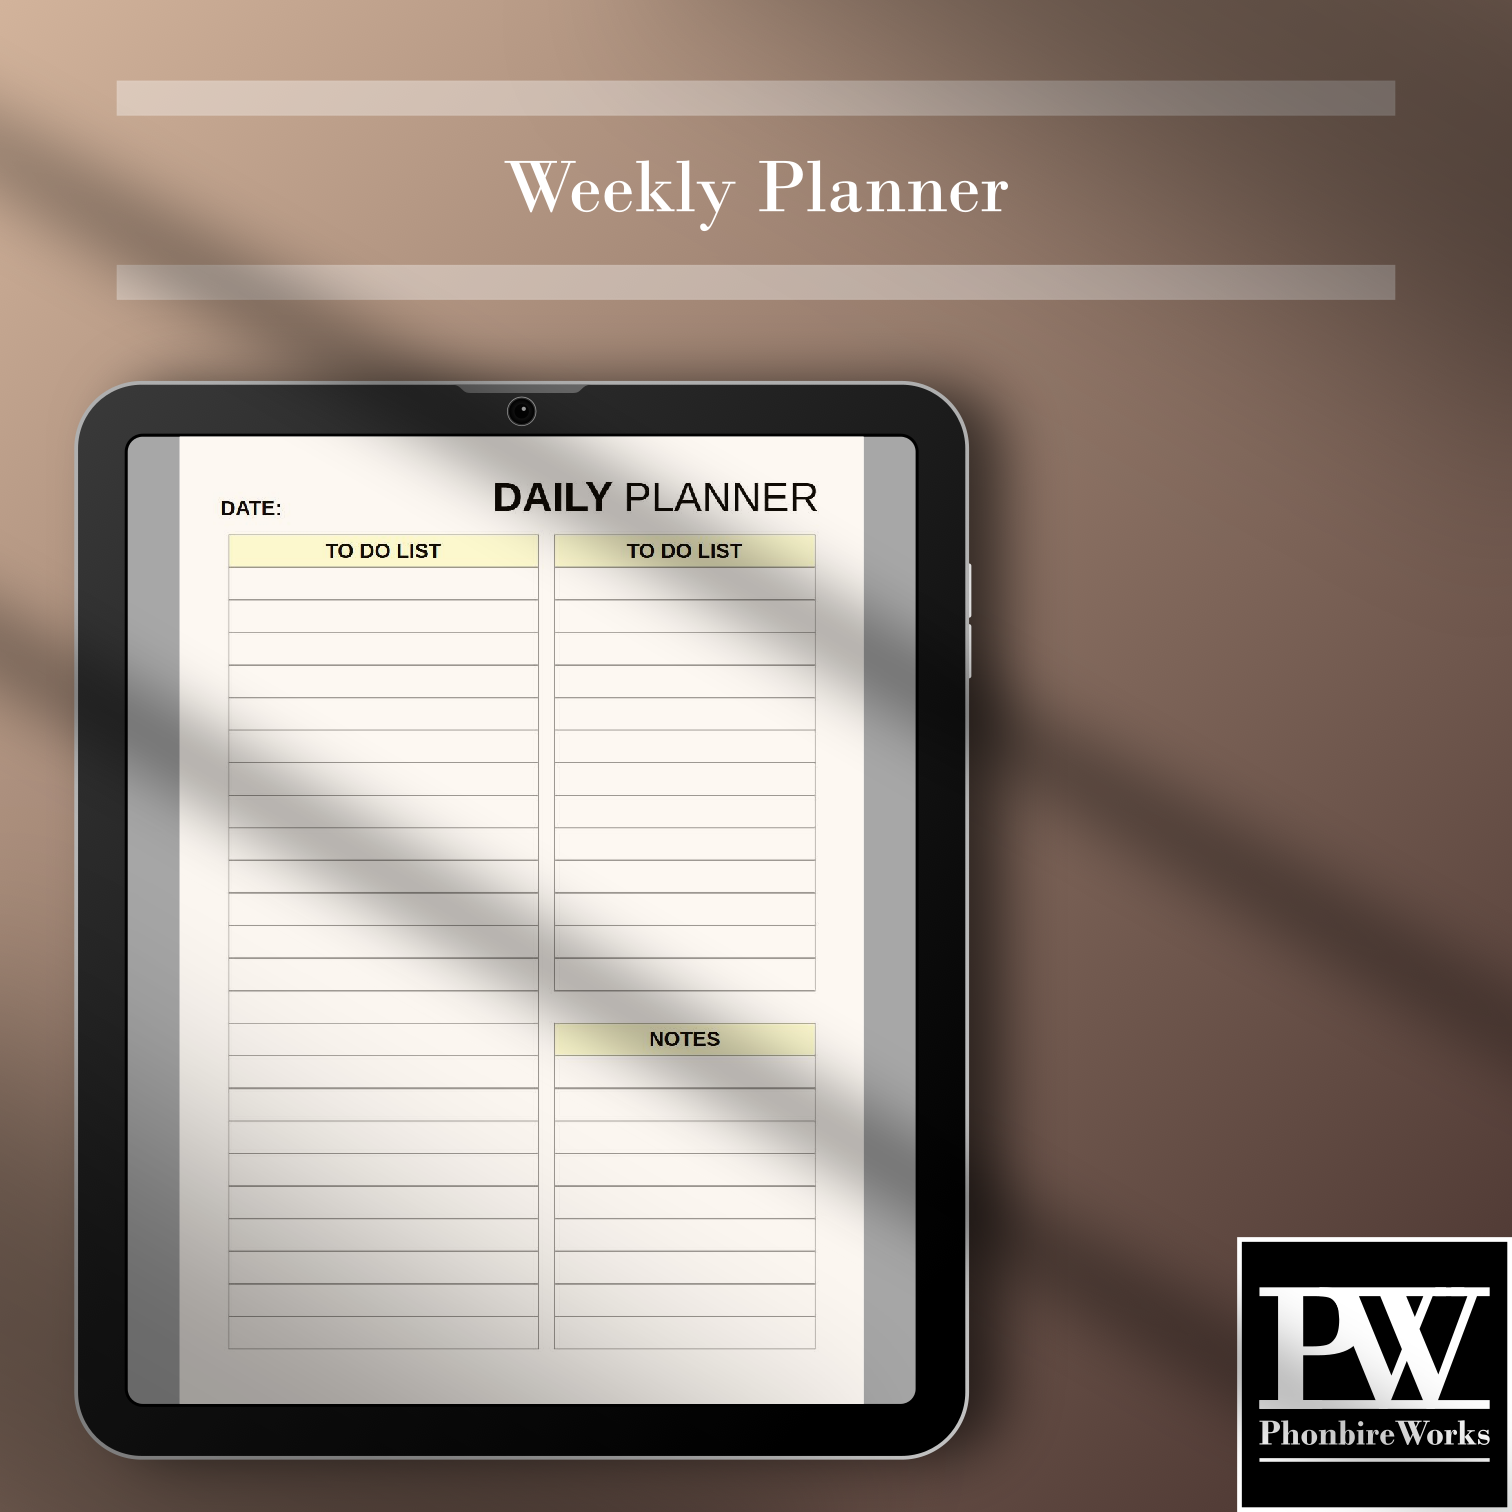 Weekly Planner
DAILY PLANNER
DATE:
TO DO LIST
TO DO LIST
NOTES
PW
PhonbireWorks